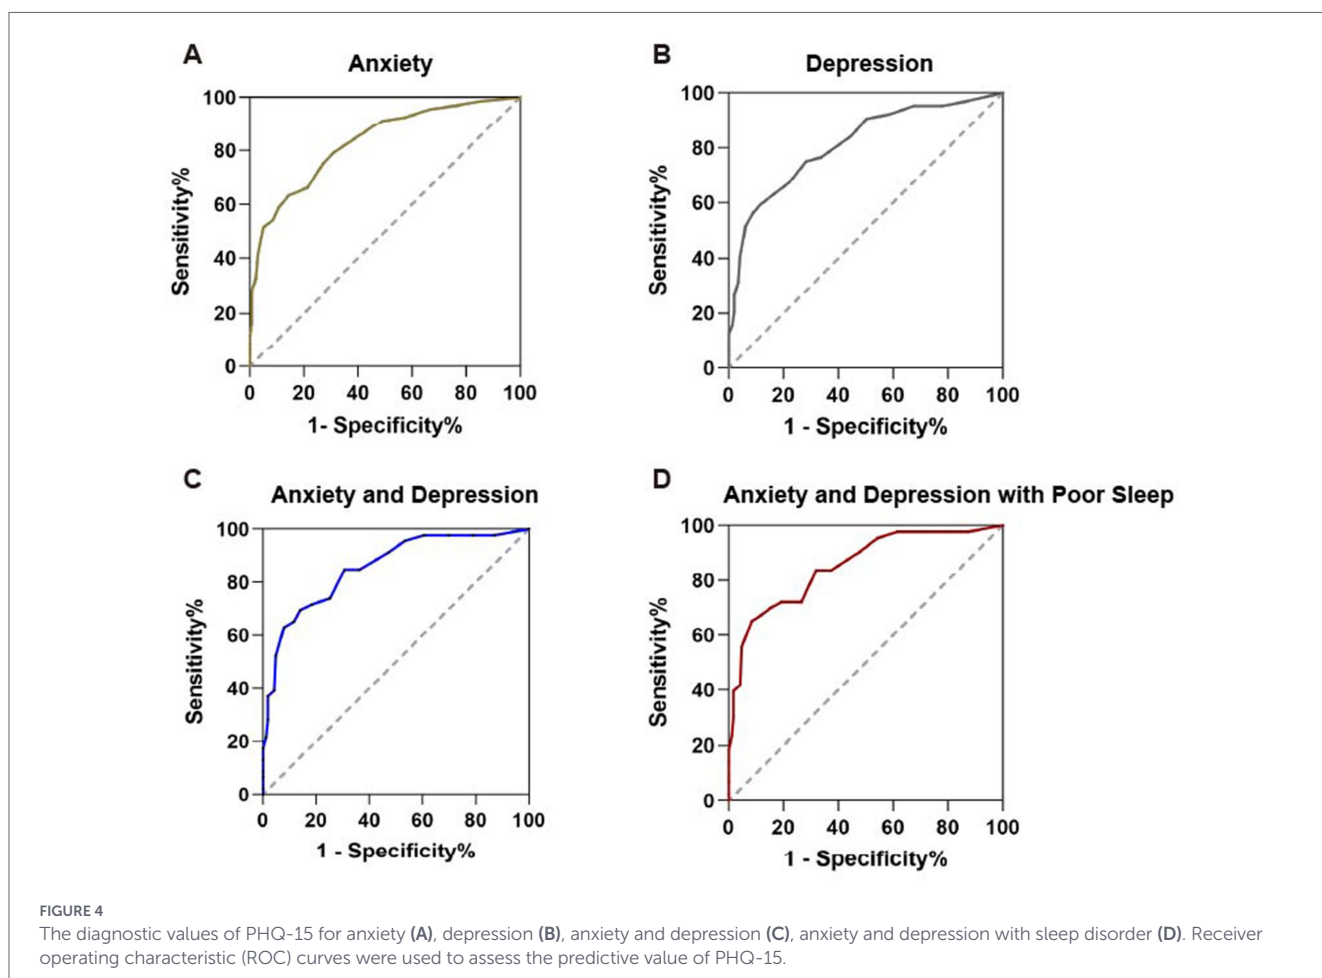 A
Anxiety
100
80
60
40
20
0
Sensitivity%
0 20 40 60 80 100
1- Specificity%
B
Depression
100
80
60
40
20
0
Sensitivity%
0 20 40 60 80 100
1 - Specificity%
C
Anxiety and Depression
100
80
60
40
20
0
Sensitivity%
0 20 40 60 80 100
1 - Specificity%
D
Anxiety and Depression with Poor Sleep
100
80
60
40
20
0
Sensitivity%
0 20 40 60 80 100
1 - Specificity%
FIGURE 4
The diagnostic values of PHQ-15 for anxiety (A), depression (B), anxiety and depression (C), anxiety and depression with sleep disorder (D). Receiver
operating characteristic (ROC) curves were used to assess the predictive value of PHQ-15.